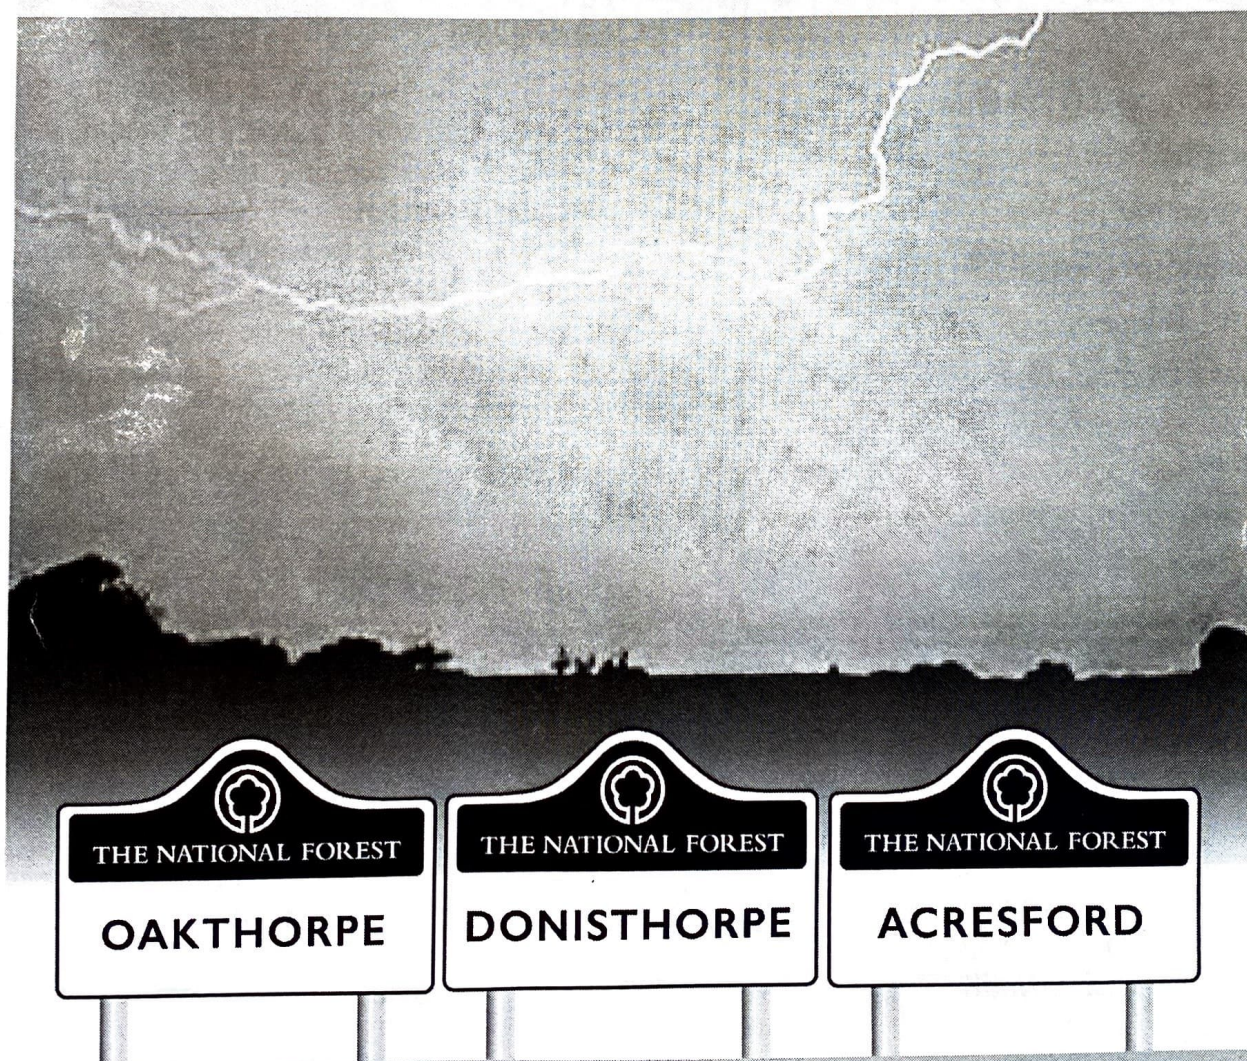 THE NATIONAL FOREST
OAKTHORPE
THE NATIONAL FOREST
DONISTHORPE
THE NATIONAL FOREST
ACRESFORD